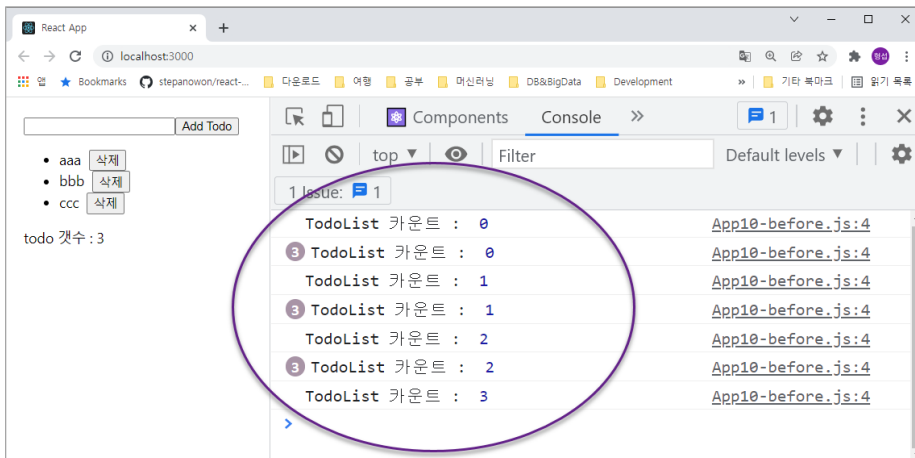 React App
localhost:3000
형섭
앱
Bookmarks
stepanowon/react-...
다운로드
여행
공부
머신러닝
DB&BigData
Development
»
기타 북마크
읽기 목록
Add Todo
aaa 삭제
bbb 삭제
ccc 삭제
todo 갯수 : 3
Components
Console
»
1
top ▼
Filter
Default levels ▼
1 Issue: 1
TodoList 카운트 : 0 App10-before.js:4
3 TodoList 카운트 : 0 App10-before.js:4
TodoList 카운트 : 1 App10-before.js:4
3 TodoList 카운트 : 1 App10-before.js:4
TodoList 카운트 : 2 App10-before.js:4
3 TodoList 카운트 : 2 App10-before.js:4
TodoList 카운트 : 3 App10-before.js:4
>